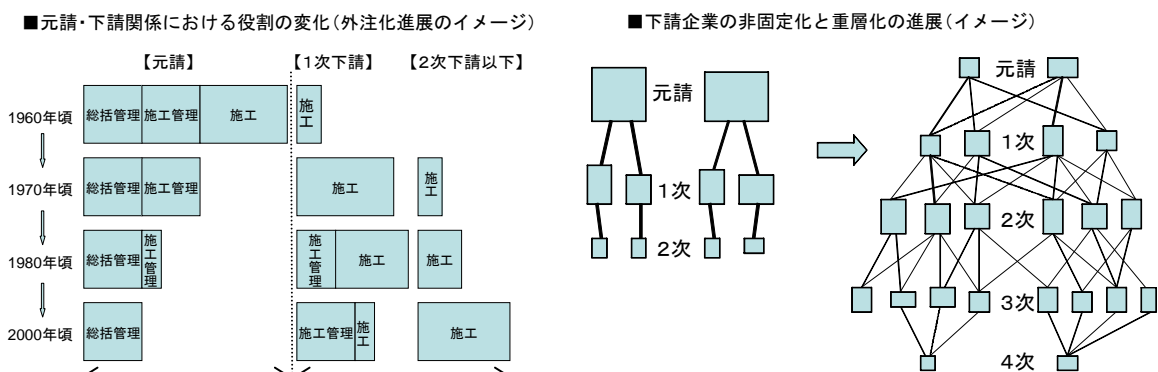 ■元請・下請関係における役割の変化(外注化進展のイメージ)
【元請】 【1次下請】 【2次下請以下】
1960年頃 総括管理 施工管理 施工 施工
1970年頃 総括管理 施工管理 施工 施工
1980年頃 総括管理 施工管理 施工管理 施工 施工
2000年頃 総括管理 施工管理 施工 施工
■下請企業の非固定化と重層化の進展(イメージ)
元請
1次
2次
元請
1次
2次
3次
4次